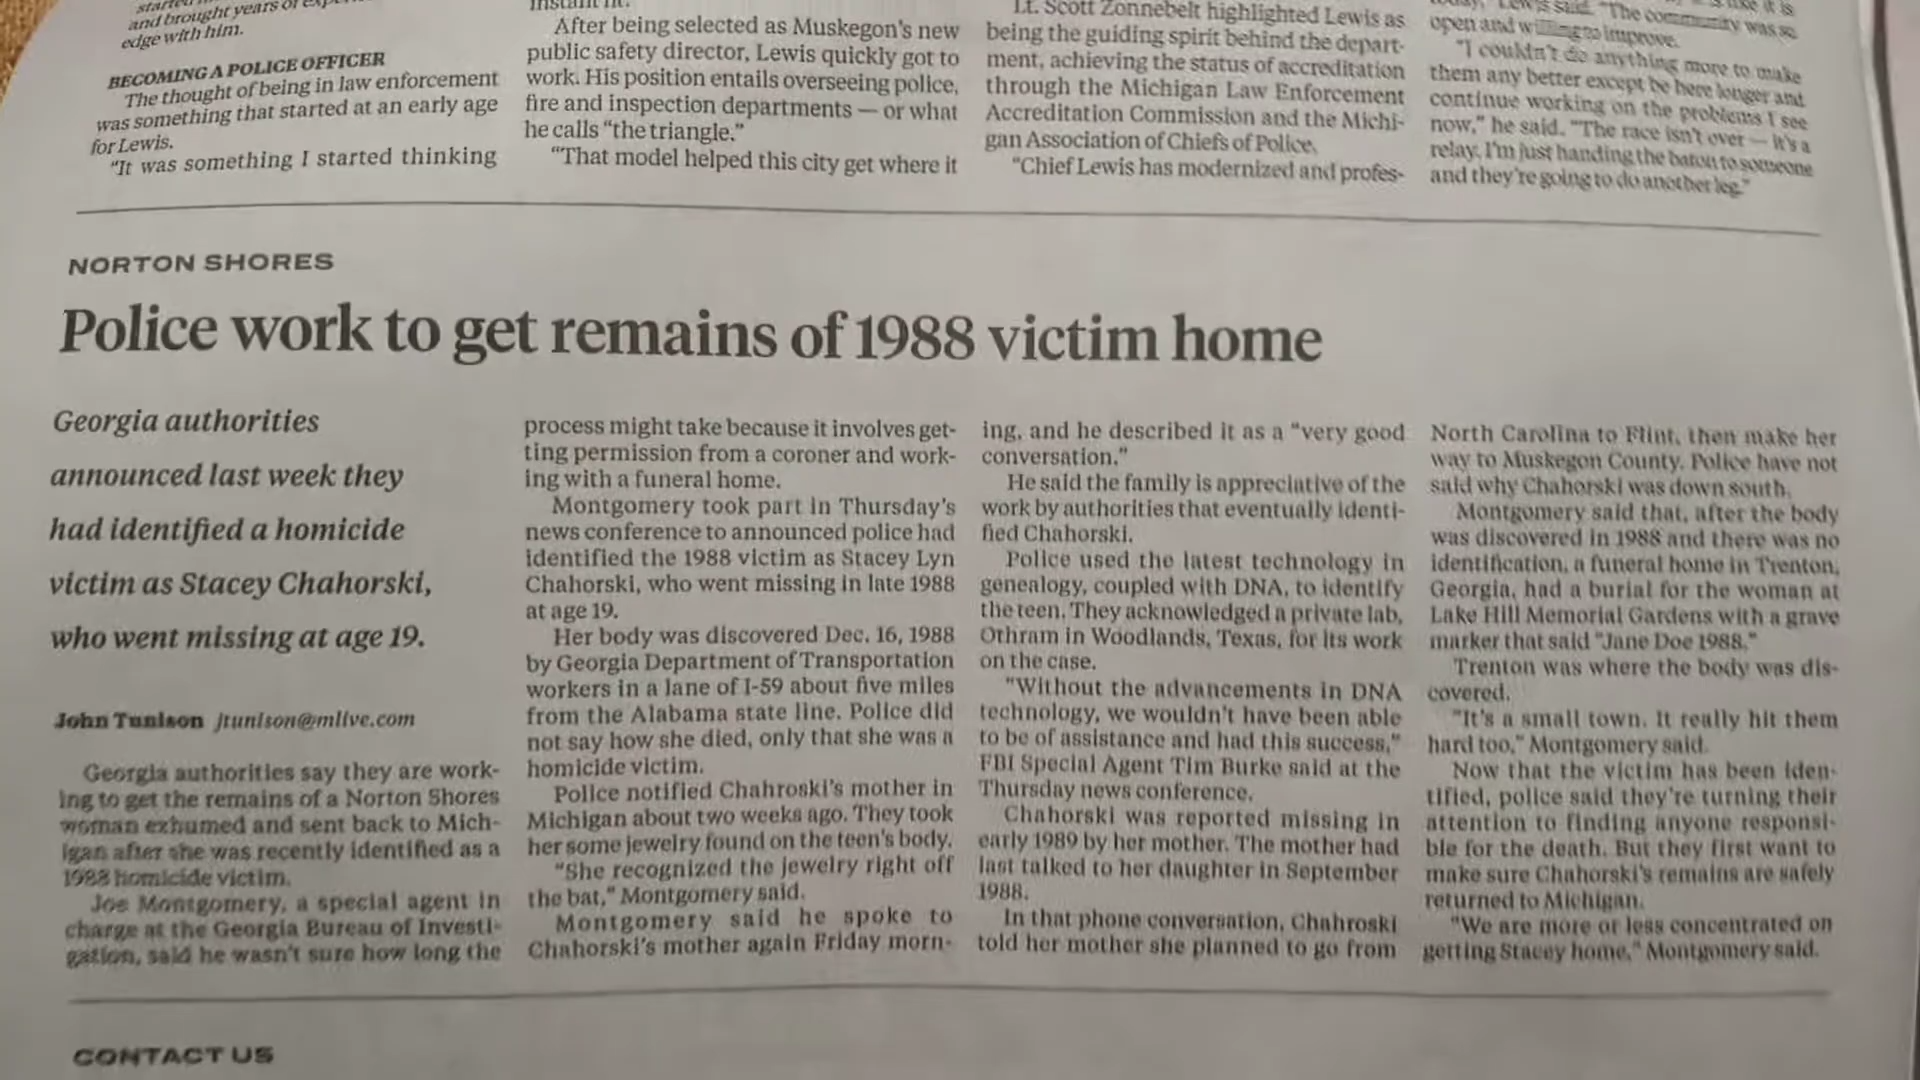 and brought years of
edge with him.
BECOMING A POLICE OFFICER
The thought of being in law enforcement
was something that started at an early age
for Lewis.
"It was something I started thinking
After being selected as Muskegon's new
public safety director, Lewis quickly got to
work. His position entails overseeing police,
fire and inspection departments — or what
he calls "the triangle."
"That model helped this city get where it
Lt. Scott Zonnebelt highlighted Lewis as
being the guiding spirit behind the depart-
ment, achieving the status of accreditation
through the Michigan Law Enforcement
Accreditation Commission and the Michi-
gan Association of Chiefs of Police.
"Chief Lewis has modernized and profes-
Lewis said. "The community was so
open and willing to improve.
"I couldn't do anything more to make
them any better except be here longer and
continue working on the problems I see
now," he said. "The race isn't over — it's a
relay. I'm just handing the baton to someone
and they're going to do another leg."
NORTON SHORES
Police work to get remains of 1988 victim home
Georgia authorities
announced last week they
had identified a homicide
victim as Stacey Chahorski,
who went missing at age 19.
John Tunison jtunison@mlive.com
Georgia authorities say they are work-
ing to get the remains of a Norton Shores
woman exhumed and sent back to Mich-
igan after she was recently identified as a
1988 homicide victim.
Joe Montgomery, a special agent in
charge at the Georgia Bureau of Investi-
gation, said he wasn't sure how long the
process might take because it involves get-
ting permission from a coroner and work-
ing with a funeral home.
Montgomery took part in Thursday's
news conference to announced police had
identified the 1988 victim as Stacey Lyn
Chahorski, who went missing in late 1988
at age 19.
Her body was discovered Dec. 16, 1988
by Georgia Department of Transportation
workers in a lane of I-59 about five miles
from the Alabama state line. Police did
not say how she died, only that she was a
homicide victim.
Police notified Chahroski's mother in
Michigan about two weeks ago. They took
her some jewelry found on the teen's body.
"She recognized the jewelry right off
the bat," Montgomery said.
Montgomery said he spoke to
Chahorski's mother again Friday morn-
ing, and he described it as a "very good
conversation."
He said the family is appreciative of the
work by authorities that eventually identi-
fied Chahorski.
Police used the latest technology in
genealogy, coupled with DNA, to identify
the teen. They acknowledged a private lab,
Othram in Woodlands, Texas, for its work
on the case.
"Without the advancements in DNA
technology, we wouldn't have been able
to be of assistance and had this success,"
FBI Special Agent Tim Burke said at the
Thursday news conference.
Chahorski was reported missing in
early 1989 by her mother. The mother had
last talked to her daughter in September
1988.
In that phone conversation, Chahroski
told her mother she planned to go from
North Carolina to Flint, then make her
way to Muskegon County. Police have not
said why Chahorski was down south.
Montgomery said that, after the body
was discovered in 1988 and there was no
identification, a funeral home in Trenton,
Georgia, had a burial for the woman at
Lake Hill Memorial Gardens with a grave
marker that said "Jane Doe 1988."
Trenton was where the body was dis-
covered.
"It's a small town. It really hit them
hard too," Montgomery said.
Now that the victim has been iden-
tified, police said they're turning their
attention to finding anyone responsi-
ble for the death. But they first want to
make sure Chahorski's remains are safely
returned to Michigan.
"We are more or less concentrated on
getting Stacey home," Montgomery said.
CONTACT US